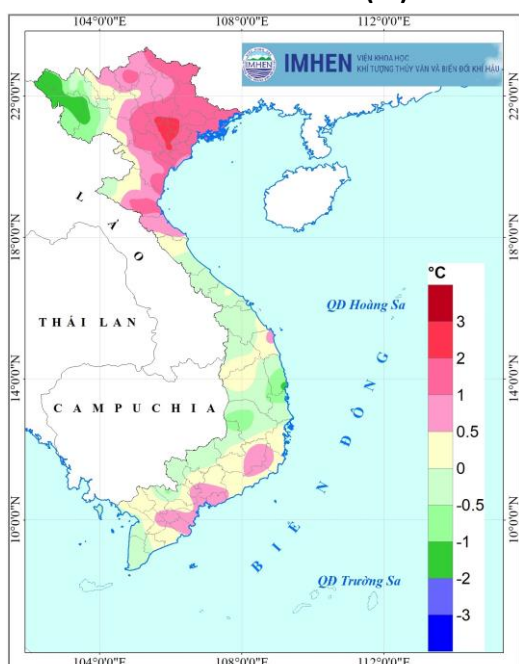 104°0'0"E 108°0'0"E 112°0'0"E
IMHEN
VIỆN KHOA HỌC
KHÍ TƯỢNG THỦY VĂN VÀ BIẾN ĐỔI KHÍ HẬU
22°0'0"N
22°0'0"N
LÀO
18°0'0"N
18°0'0"N
°C
QĐ Hoàng Sa
THÁI LAN
3
2
14°0'0"N
14°0'0"N
CAMPUCHIA
1
0.5
0
-0.5
-1
-2
-3
BIỂN ĐÔNG
10°0'0"N
10°0'0"N
QĐ Trường Sa
104°0'0"E 108°0'0"E 112°0'0"E